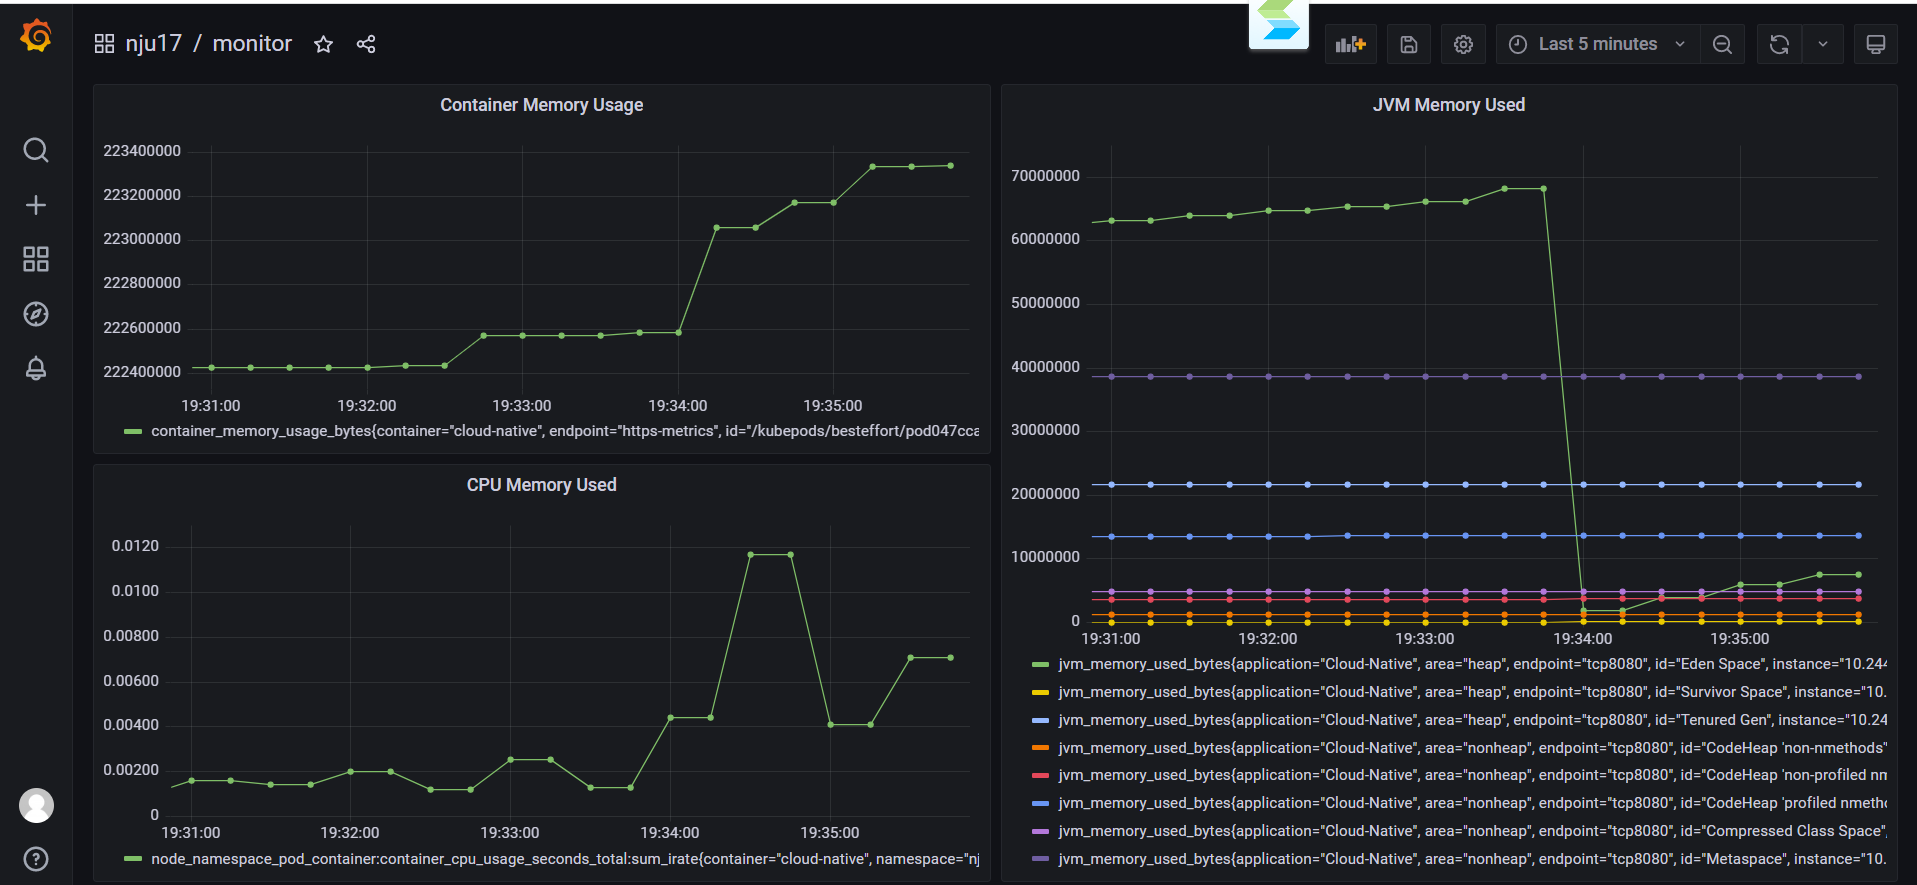 nju17 / monitor
Last 5 minutes
Container Memory Usage
223400000
223200000
223000000
222800000
222600000
222400000
19:31:00 19:32:00 19:33:00 19:34:00 19:35:00
container_memory_usage_bytes{container="cloud-native", endpoint="https-metrics", id="/kubepods/besteffort/pod047cca
CPU Memory Used
0.0120
0.0100
0.00800
0.00600
0.00400
0.00200
0
19:31:00 19:32:00 19:33:00 19:34:00 19:35:00
node_namespace_pod_container:container_cpu_usage_seconds_total:sum_irate{container="cloud-native", namespace="nj
JVM Memory Used
70000000
60000000
50000000
40000000
30000000
20000000
10000000
0
19:31:00 19:32:00 19:33:00 19:34:00 19:35:00
jvm_memory_used_bytes{application="Cloud-Native", area="heap", endpoint="tcp8080", id="Eden Space", instance="10.244
jvm_memory_used_bytes{application="Cloud-Native", area="heap", endpoint="tcp8080", id="Survivor Space", instance="10.
jvm_memory_used_bytes{application="Cloud-Native", area="heap", endpoint="tcp8080", id="Tenured Gen", instance="10.24
jvm_memory_used_bytes{application="Cloud-Native", area="nonheap", endpoint="tcp8080", id="CodeHeap 'non-nmethods'"
jvm_memory_used_bytes{application="Cloud-Native", area="nonheap", endpoint="tcp8080", id="CodeHeap 'non-profiled nm
jvm_memory_used_bytes{application="Cloud-Native", area="nonheap", endpoint="tcp8080", id="CodeHeap 'profiled nmetho
jvm_memory_used_bytes{application="Cloud-Native", area="nonheap", endpoint="tcp8080", id="Compressed Class Space",
jvm_memory_used_bytes{application="Cloud-Native", area="nonheap", endpoint="tcp8080", id="Metaspace", instance="10.